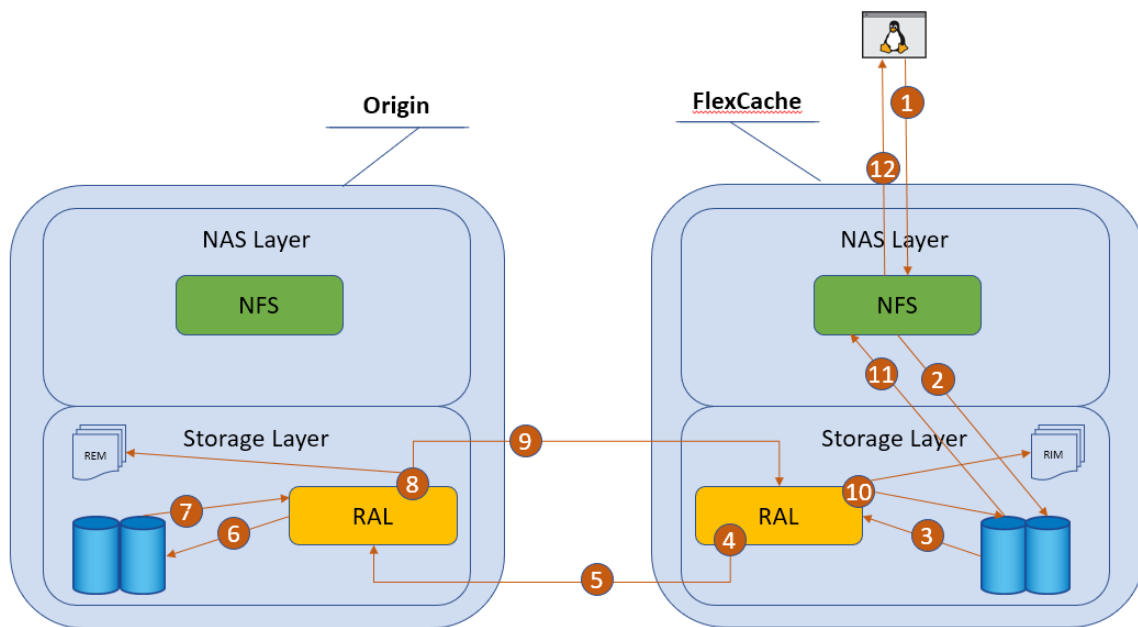 1
Origin
FlexCache
12
NAS Layer
NAS Layer
NFS
NFS
11
2
Storage Layer
9
Storage Layer
REM
RIM
8
10
7
RAL
RAL
6
4
3
5